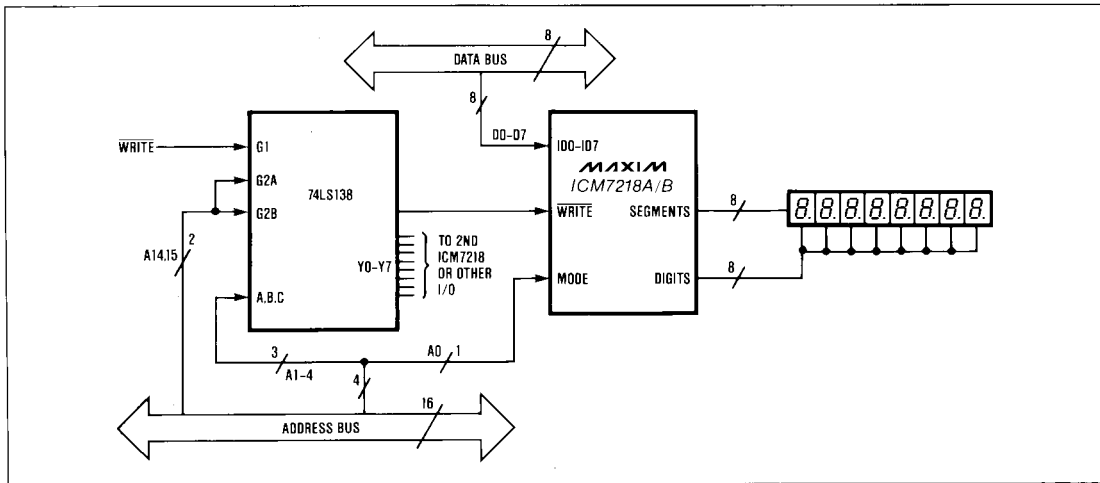 8
DATA BUS
8
D0-D7
WRITE
G1
G2A
G2B
74LS138
A14,15
2
A,B,C
Y0-Y7
TO 2ND
ICM7218
OR OTHER
I/O
ID0-ID7
MAXIM
ICM7218A/B
WRITE
SEGMENTS
MODE
DIGITS
8
8
8.8.8.8.8.8.8.8.
3
A1-4
A0
1
4
16
ADDRESS BUS